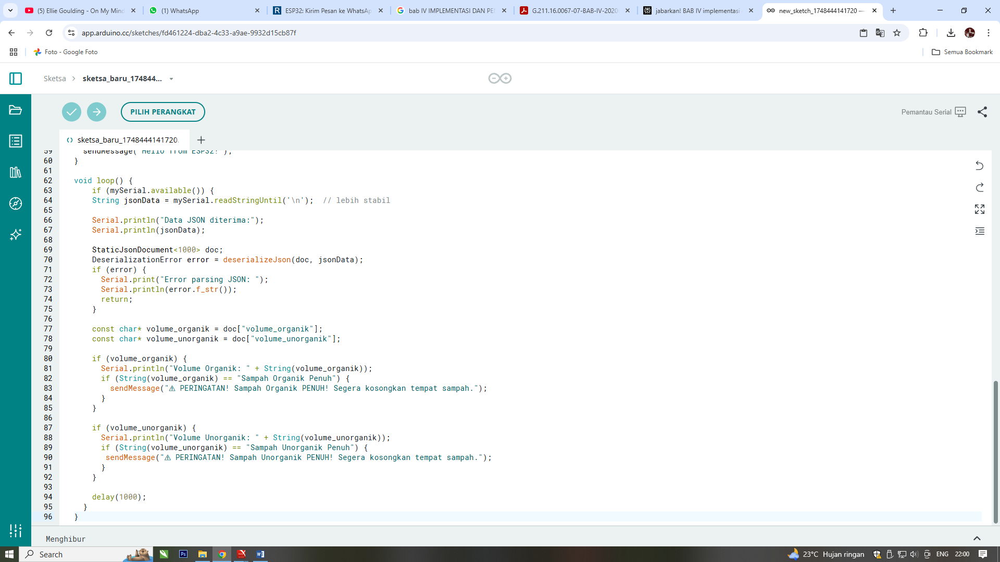 (5) Ellie Goulding - On My Mind
(1) WhatsApp
ESP32: Kirim Pesan ke WhatsAp
bab IV IMPLEMENTASI DAN PE
G.211.16.0067-07-BAB-IV-2020
jabarkan! BAB IV implementasi
new_sketch_1748444141720 —
app.arduino.cc/sketches/fd461224-dba2-4c33-a9ae-9932d15cb87f
Foto - Google Foto
Semua Bookmark
Sketsa > sketsa_baru_174844...
PILIH PERANGKAT
Pemantau Serial
sketsa_baru_1748444141720.
59 sendMessage("Hello from ESP32!");
60 }
61
62 void loop() {
63 if (mySerial.available()) {
64 String jsonData = mySerial.readStringUntil('\n'); // lebih stabil
65
66 Serial.println("Data JSON diterima:");
67 Serial.println(jsonData);
68
69 StaticJsonDocument<1000> doc;
70 DeserializationError error = deserializeJson(doc, jsonData);
71 if (error) {
72 Serial.print("Error parsing JSON: ");
73 Serial.println(error.f_str());
74 return;
75 }
76
77 const char* volume_organik = doc["volume_organik"];
78 const char* volume_unorganik = doc["volume_unorganik"];
79
80 if (volume_organik) {
81 Serial.println("Volume Organik: " + String(volume_organik));
82 if (String(volume_organik) == "Sampah Organik Penuh") {
83 sendMessage("⚠ PERINGATAN! Sampah Organik PENUH! Segera kosongkan tempat sampah.");
84 }
85 }
86
87 if (volume_unorganik) {
88 Serial.println("Volume Unorganik: " + String(volume_unorganik));
89 if (String(volume_unorganik) == "Sampah Unorganik Penuh") {
90 sendMessage("⚠ PERINGATAN! Sampah Unorganik PENUH! Segera kosongkan tempat sampah.");
91 }
92 }
93
94 delay(1000);
95 }
96 }
Menghibur
Search
Ps
23°C Hujan ringan
ENG
22:00